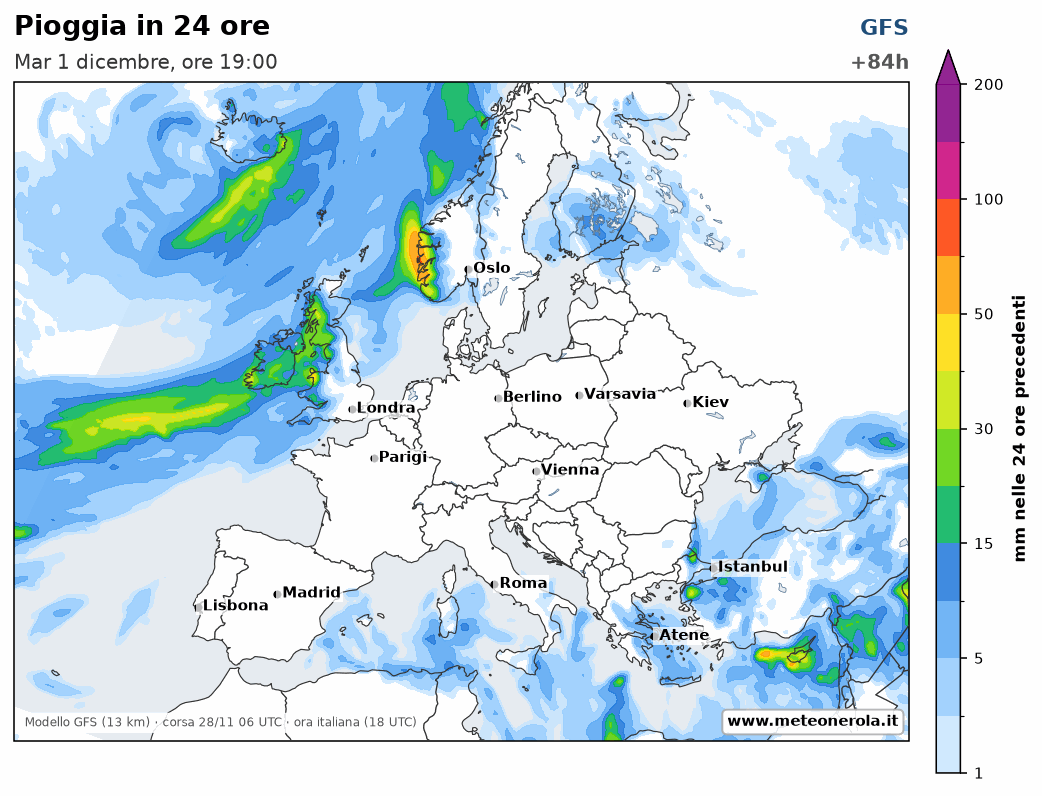 Pioggia in 24 ore
GFS
Mar 1 dicembre, ore 19:00
+84h
200
100
50
30
15
5
1
mm nelle 24 ore precedenti
Oslo
Berlino
Varsavia
Kiev
Londra
Parigi
Vienna
Istanbul
Roma
Madrid
Lisbona
Atene
Modello GFS (13 km) · corsa 28/11 06 UTC · ora italiana (18 UTC)
www.meteonerola.it